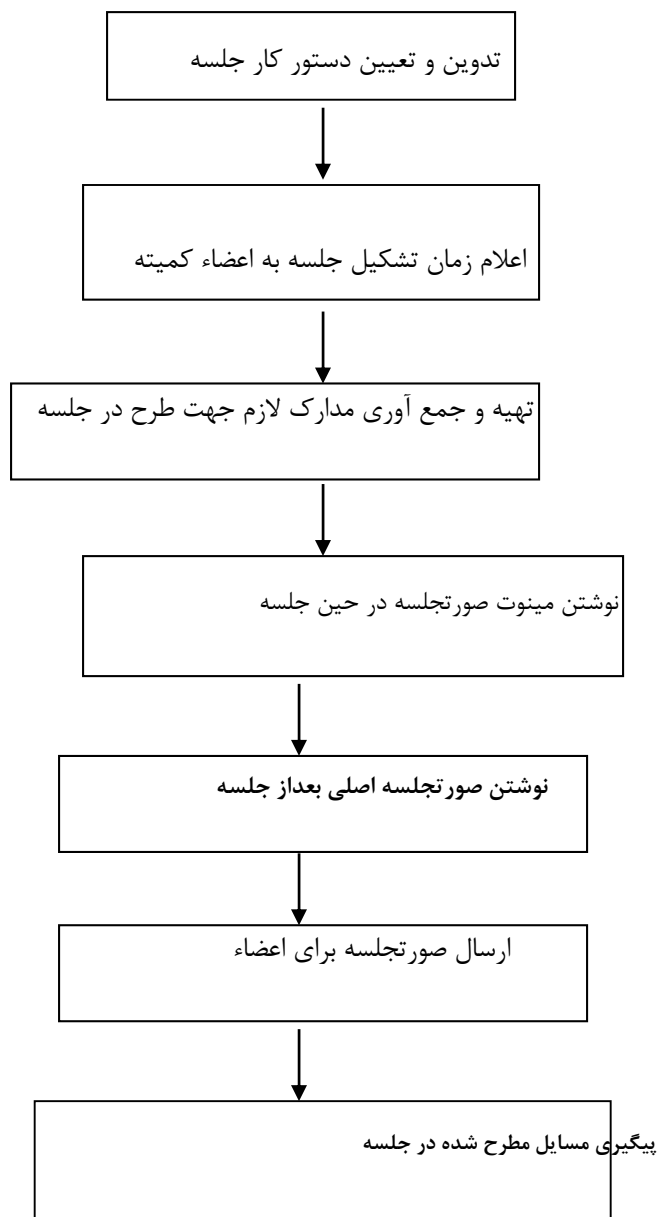 تدوین و تعیین دستور کار جلسه
اعلام زمان تشکیل جلسه به اعضاء کمیته
تهیه و جمع آوری مدارک لازم جهت طرح در جلسه
نوشتن مینوت صورتجلسه در حین جلسه
نوشتن صورتجلسه اصلی بعداز جلسه
ارسال صورتجلسه برای اعضاء
پیگیری مسایل مطرح شده در جلسه